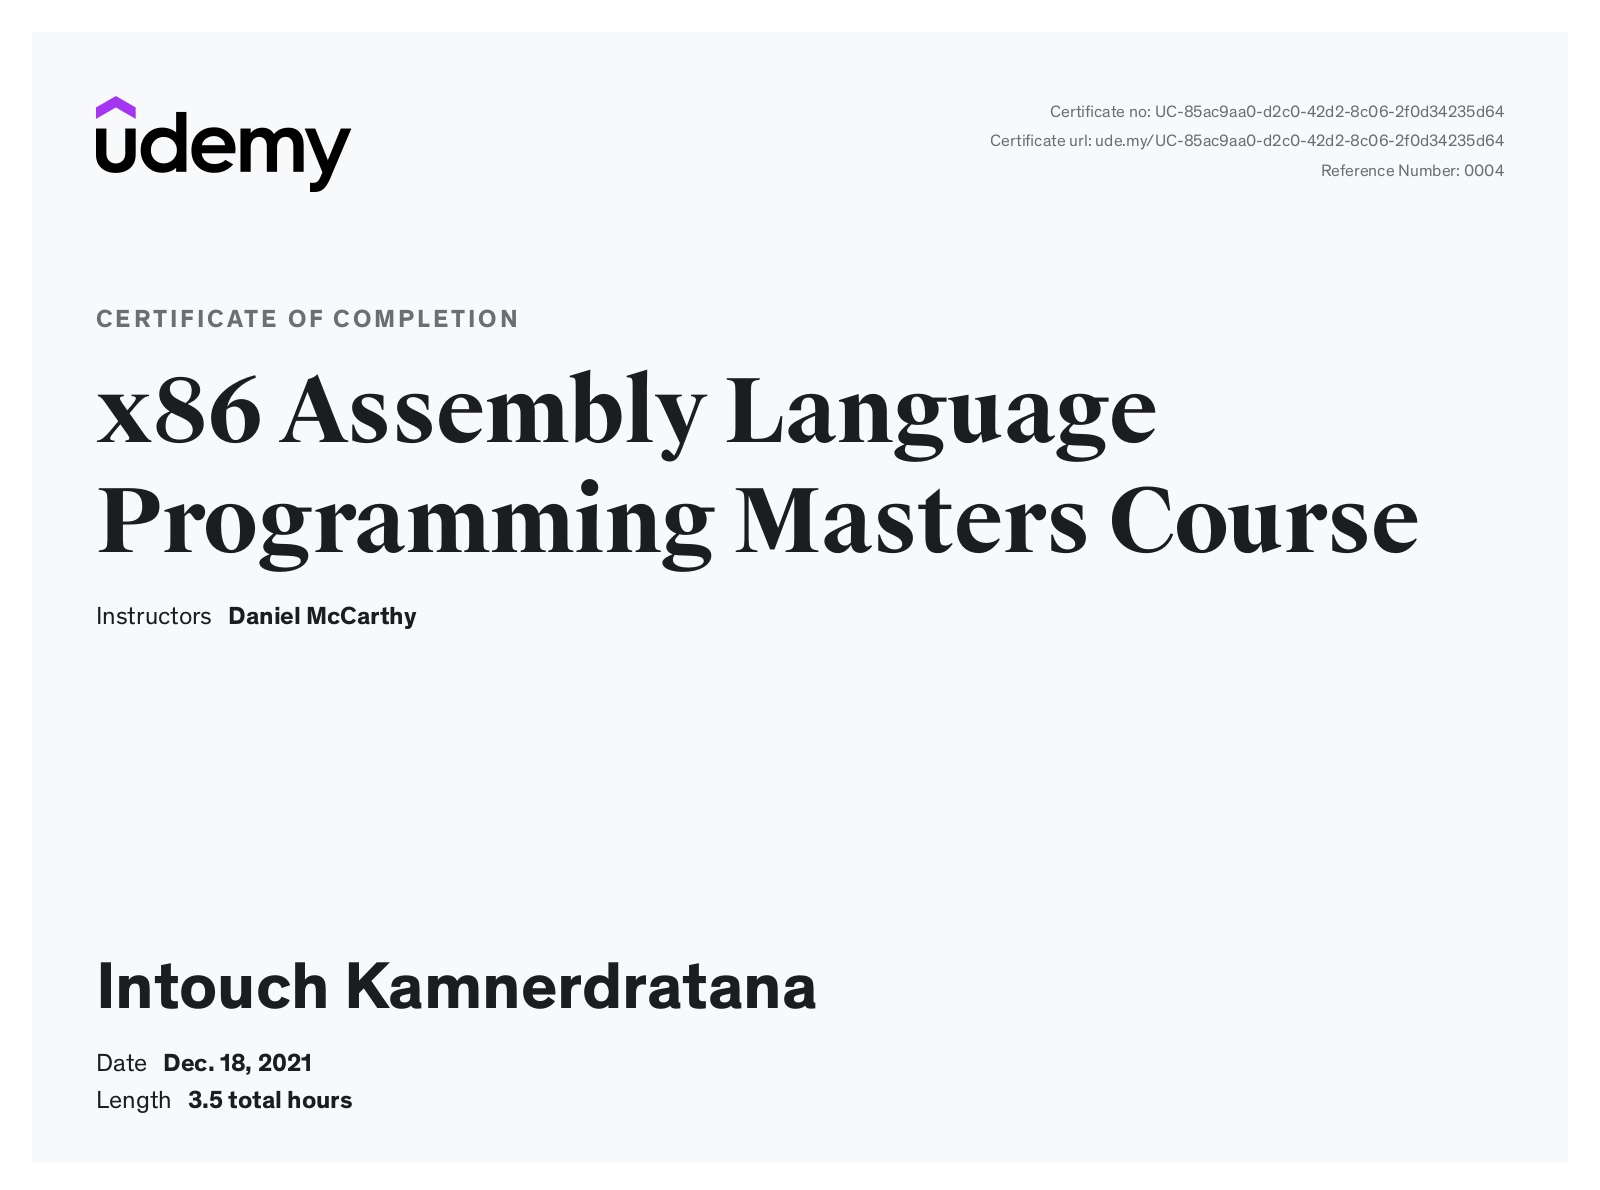 udemy
Certificate no: UC-85ac9aa0-d2c0-42d2-8c06-2f0d34235d64
Certificate url: ude.my/UC-85ac9aa0-d2c0-42d2-8c06-2f0d34235d64
Reference Number: 0004
CERTIFICATE OF COMPLETION
x86 Assembly Language
Programming Masters Course
Instructors Daniel McCarthy
Intouch Kamnerdratana
Date Dec. 18, 2021
Length 3.5 total hours